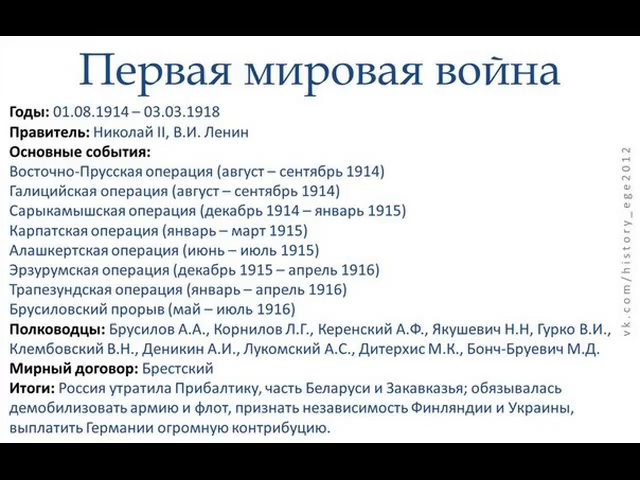 Первая мировая война
Годы: 01.08.1914 – 03.03.1918
Правитель: Николай II, В.И. Ленин
Основные события:
Восточно-Прусская операция (август – сентябрь 1914)
Галицийская операция (август – сентябрь 1914)
Сарыкамышская операция (декабрь 1914 – январь 1915)
Карпатская операция (январь – март 1915)
Алашкертская операция (июнь – июль 1915)
Эрзурумская операция (декабрь 1915 – апрель 1916)
Трапезундская операция (январь – апрель 1916)
Брусиловский прорыв (май – июль 1916)
Полководцы: Брусилов А.А., Корнилов Л.Г., Керенский А.Ф., Якушевич Н.Н, Гурко В.И.,
Клембовский В.Н., Деникин А.И., Лукомский А.С., Дитерхис М.К., Бонч-Бруевич М.Д.
Мирный договор: Брестский
Итоги: Россия утратила Прибалтику, часть Беларуси и Закавказья; обязывалась
демобилизовать армию и флот, признать независимость Финляндии и Украины,
выплатить Германии огромную контрибуцию.
vk.com/history_ege2012